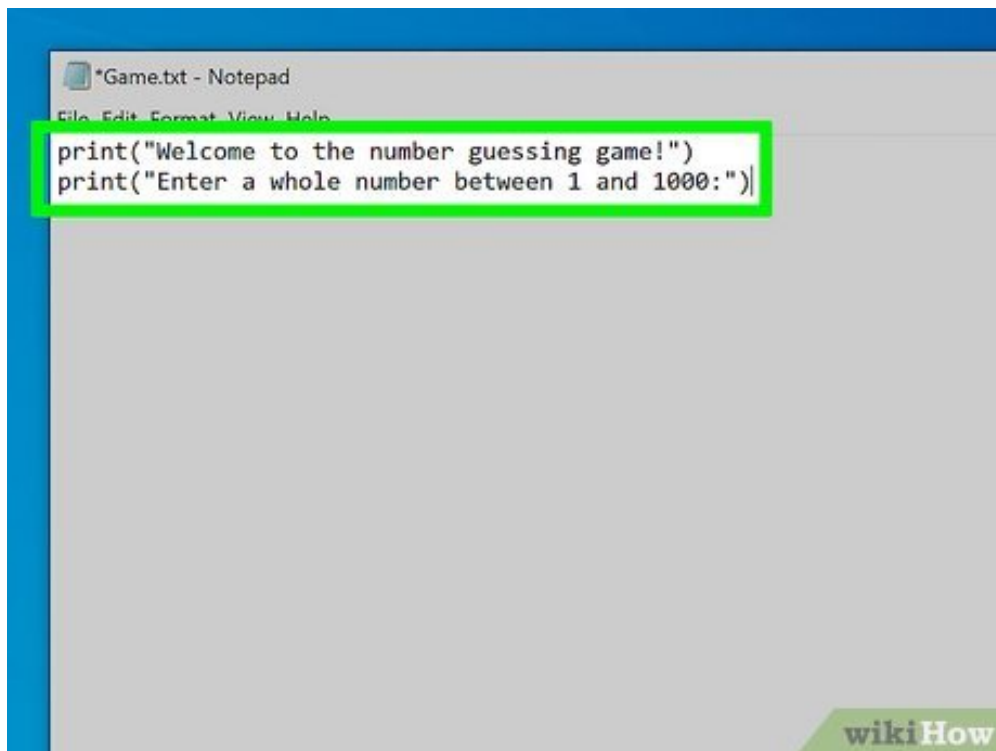 *Game.txt - Notepad
File Edit Format View Help
print("Welcome to the number guessing game!")
print("Enter a whole number between 1 and 1000:")
wikiHow